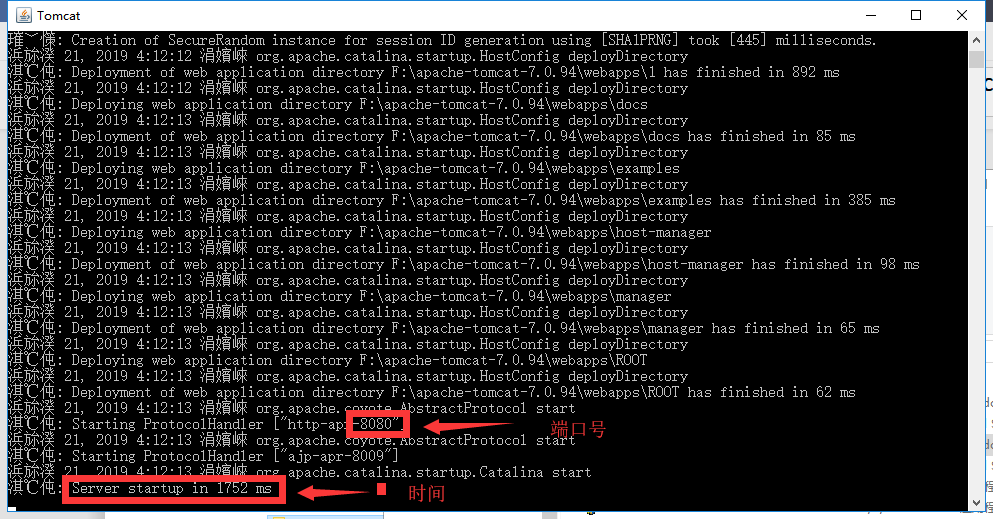 Tomcat
璀﹀憡: Creation of SecureRandom instance for session ID generation using [SHA1PRNG] took [445] milliseconds.
浜旀湀 21, 2019 4:12:12 涓嬪崍 org.apache.catalina.startup.HostConfig deployDirectory
淇℃伅: Deployment of web application directory F:\apache-tomcat-7.0.94\webapps\1 has finished in 892 ms
浜旀湀 21, 2019 4:12:12 涓嬪崍 org.apache.catalina.startup.HostConfig deployDirectory
淇℃伅: Deploying web application directory F:\apache-tomcat-7.0.94\webapps\docs
浜旀湀 21, 2019 4:12:13 涓嬪崍 org.apache.catalina.startup.HostConfig deployDirectory
淇℃伅: Deployment of web application directory F:\apache-tomcat-7.0.94\webapps\docs has finished in 85 ms
浜旀湀 21, 2019 4:12:13 涓嬪崍 org.apache.catalina.startup.HostConfig deployDirectory
淇℃伅: Deploying web application directory F:\apache-tomcat-7.0.94\webapps\examples
浜旀湀 21, 2019 4:12:13 涓嬪崍 org.apache.catalina.startup.HostConfig deployDirectory
淇℃伅: Deployment of web application directory F:\apache-tomcat-7.0.94\webapps\examples has finished in 385 ms
浜旀湀 21, 2019 4:12:13 涓嬪崍 org.apache.catalina.startup.HostConfig deployDirectory
淇℃伅: Deploying web application directory F:\apache-tomcat-7.0.94\webapps\host-manager
浜旀湀 21, 2019 4:12:13 涓嬪崍 org.apache.catalina.startup.HostConfig deployDirectory
淇℃伅: Deployment of web application directory F:\apache-tomcat-7.0.94\webapps\host-manager has finished in 98 ms
浜旀湀 21, 2019 4:12:13 涓嬪崍 org.apache.catalina.startup.HostConfig deployDirectory
淇℃伅: Deploying web application directory F:\apache-tomcat-7.0.94\webapps\manager
浜旀湀 21, 2019 4:12:13 涓嬪崍 org.apache.catalina.startup.HostConfig deployDirectory
淇℃伅: Deployment of web application directory F:\apache-tomcat-7.0.94\webapps\manager has finished in 65 ms
浜旀湀 21, 2019 4:12:13 涓嬪崍 org.apache.catalina.startup.HostConfig deployDirectory
淇℃伅: Deploying web application directory F:\apache-tomcat-7.0.94\webapps\ROOT
浜旀湀 21, 2019 4:12:13 涓嬪崍 org.apache.catalina.startup.HostConfig deployDirectory
淇℃伅: Deployment of web application directory F:\apache-tomcat-7.0.94\webapps\ROOT has finished in 62 ms
浜旀湀 21, 2019 4:12:13 涓嬪崍 org.apache.coyote.AbstractProtocol start
淇℃伅: Starting ProtocolHandler ["http-apr-8080"]
端口号
浜旀湀 21, 2019 4:12:13 涓嬪崍 org.apache.coyote.AbstractProtocol start
淇℃伅: Starting ProtocolHandler ["ajp-apr-8009"]
浜旀湀 21, 2019 4:12:13 涓嬪崍 org.apache.catalina.startup.Catalina start
淇℃伅: Server startup in 1752 ms
时间